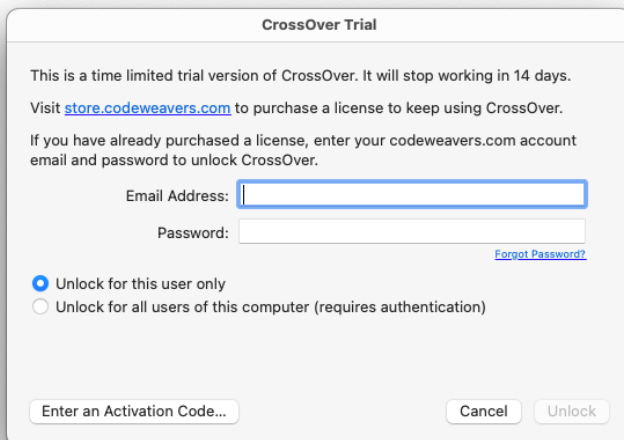 CrossOver Trial
This is a time limited trial version of CrossOver. It will stop working in 14 days.
Visit store.codeweavers.com to purchase a license to keep using CrossOver.
If you have already purchased a license, enter your codeweavers.com account
email and password to unlock CrossOver.
Email Address:
Password:
Forgot Password?
Unlock for this user only
Unlock for all users of this computer (requires authentication)
Enter an Activation Code... Cancel Unlock